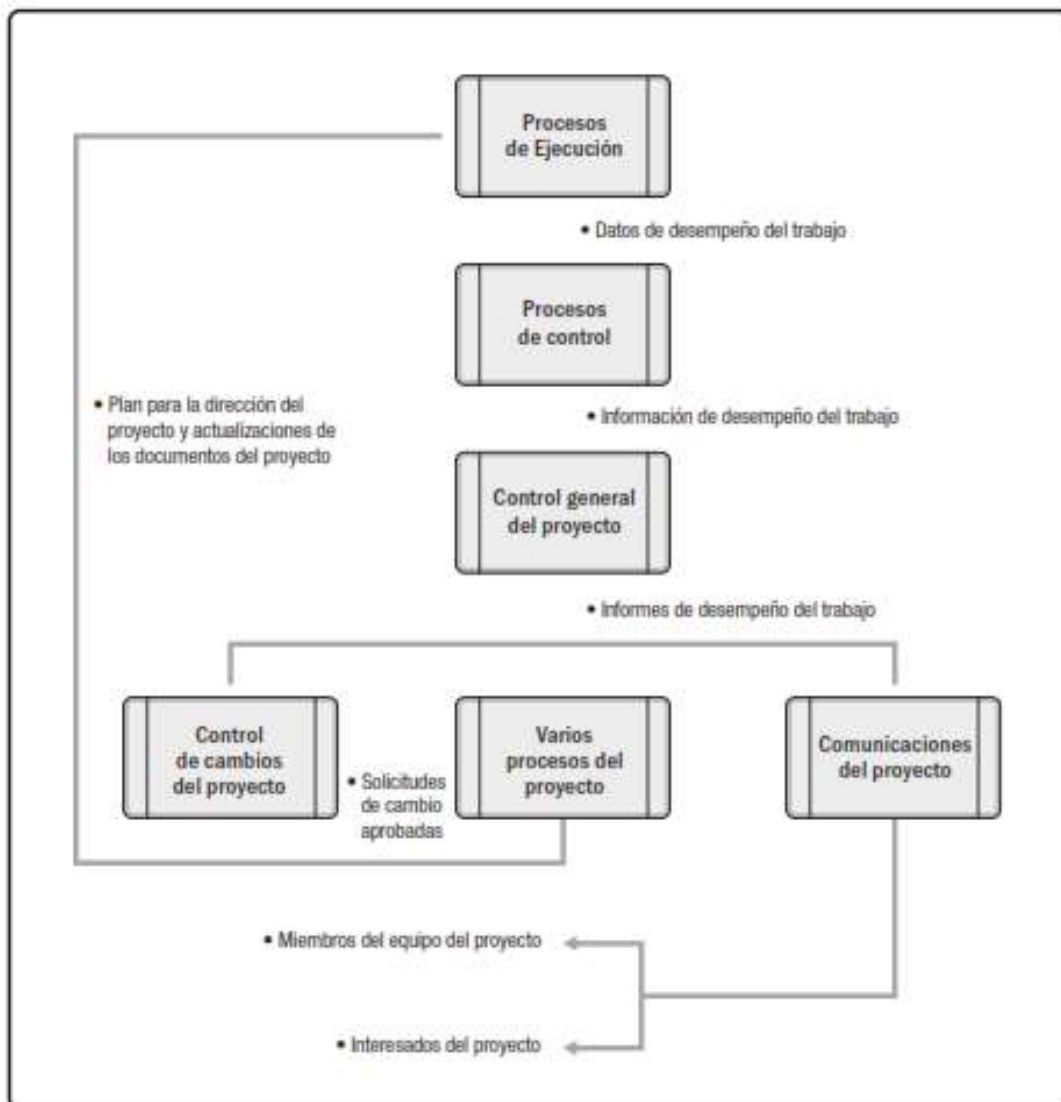 Procesos
de Ejecución
• Datos de desempeño del trabajo
Procesos
de control
• Plan para la dirección del
proyecto y actualizaciones de
los documentos del proyecto
• Información de desempeño del trabajo
Control general
del proyecto
• Informes de desempeño del trabajo
Control
de cambios
del proyecto
• Solicitudes
de cambio
aprobadas
Varios
procesos del
proyecto
Comunicaciones
del proyecto
• Miembros del equipo del proyecto
• Interesados del proyecto